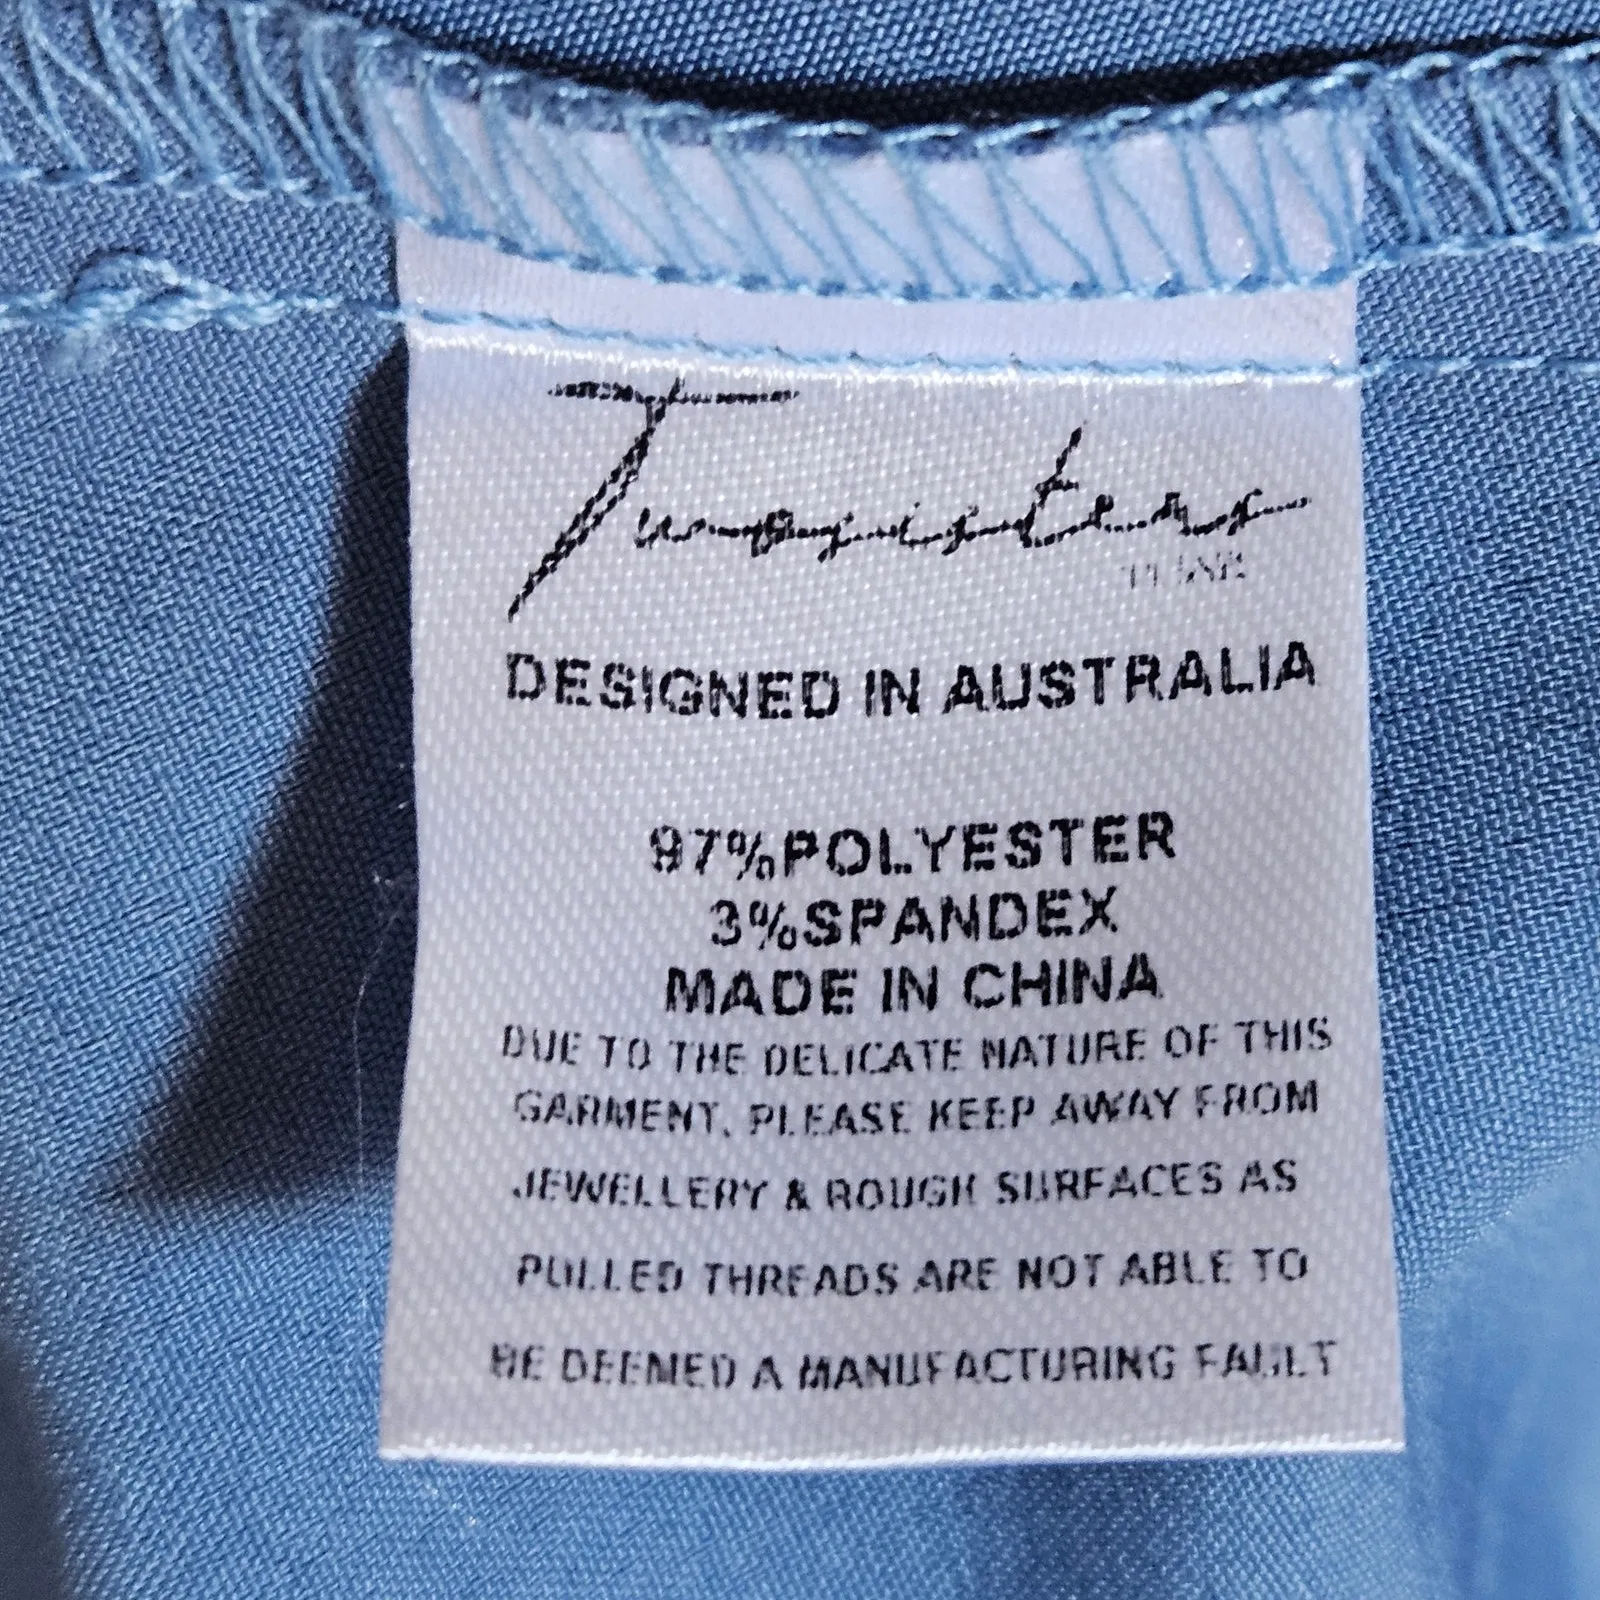 DESIGNED IN AUSTRALIA
97%POLYESTER
3%SPANDEX
MADE IN CHINA
DUE TO THE DELICATE NATURE OF THIS
GARMENT, PLEASE KEEP AWAY FROM
JEWELLERY & ROUGH SURFACES AS
PULLED THREADS ARE NOT ABLE TO
BE DEEMED A MANUFACTURING FAULT